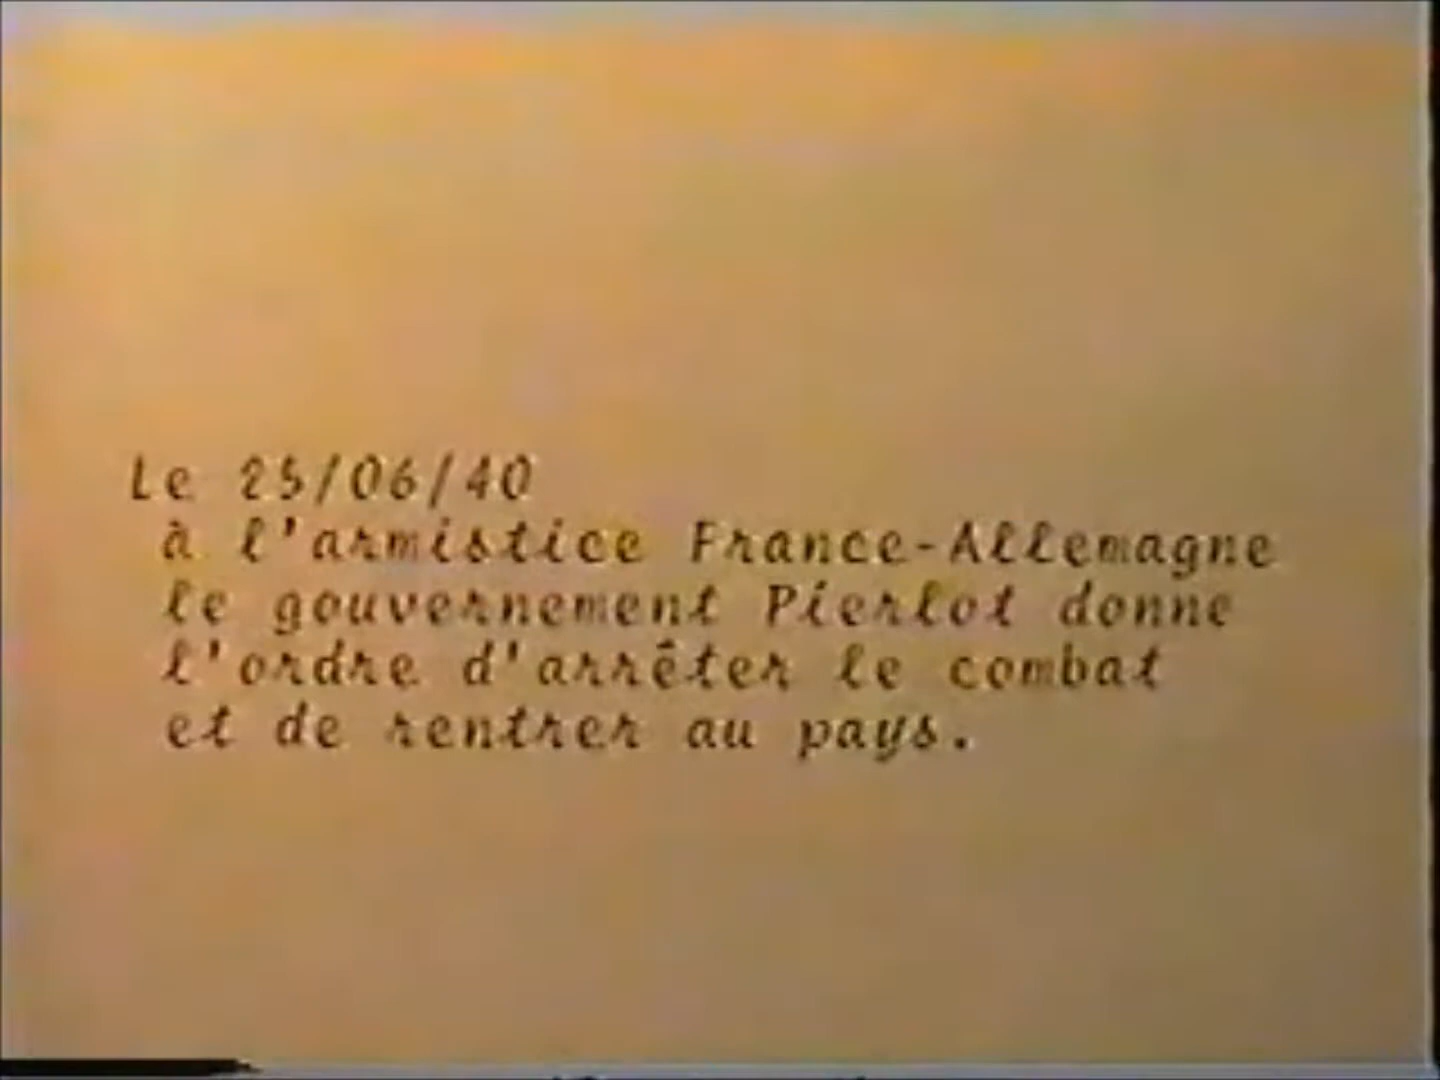 Le 25/06/40
à l'armistice France-Allemagne
le gouvernement Pierlot donne
l'ordre d'arrêter le combat
et de rentrer au pays.